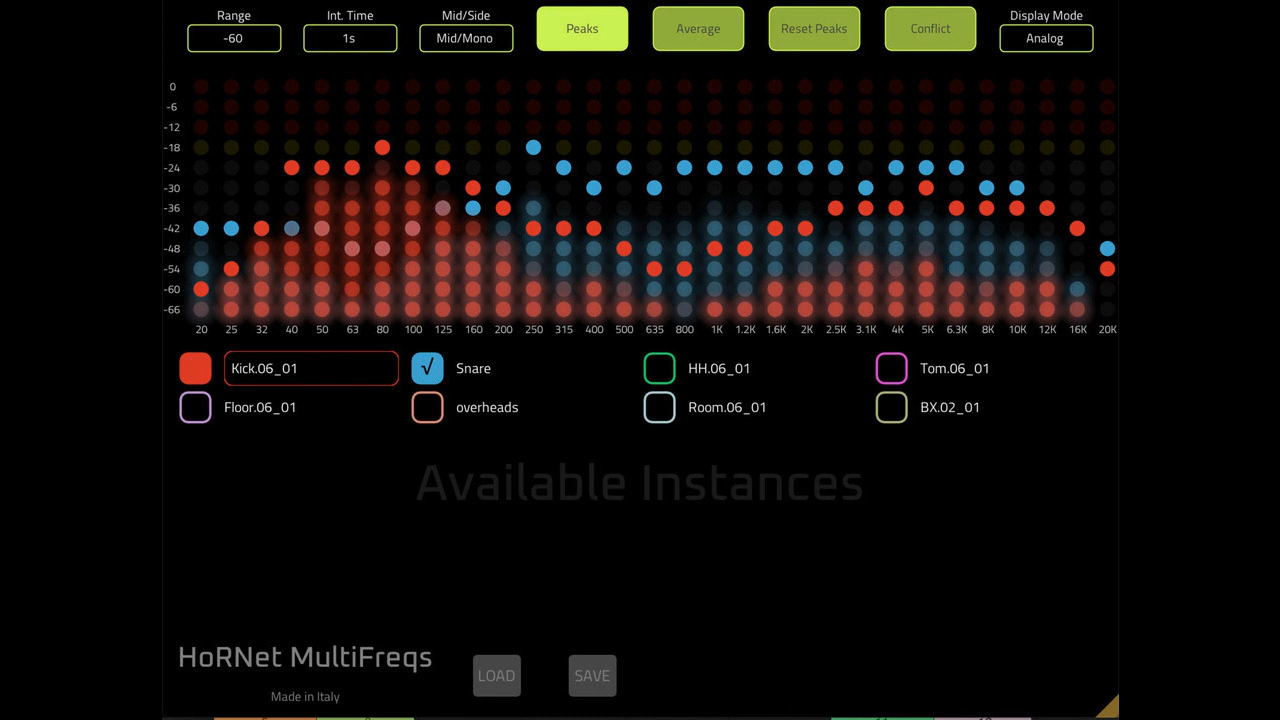 Range Int. Time Mid/Side Display Mode
-60 1s Mid/Mono Peaks Average Reset Peaks Conflict Analog
0
-6
-12
-18
-24
-30
-36
-42
-48
-54
-60
-66
20 25 32 40 50 63 80 100 125 160 200 250 315 400 500 635 800 1K 1.2K 1.6K 2K 2.5K 3.1K 4K 5K 6.3K 8K 10K 12K 16K 20K
Kick.06_01 √ Snare HH.06_01 Tom.06_01
Floor.06_01 overheads Room.06_01 BX.02_01
Available Instances
HoRNet MultiFreqs LOAD SAVE
Made in Italy